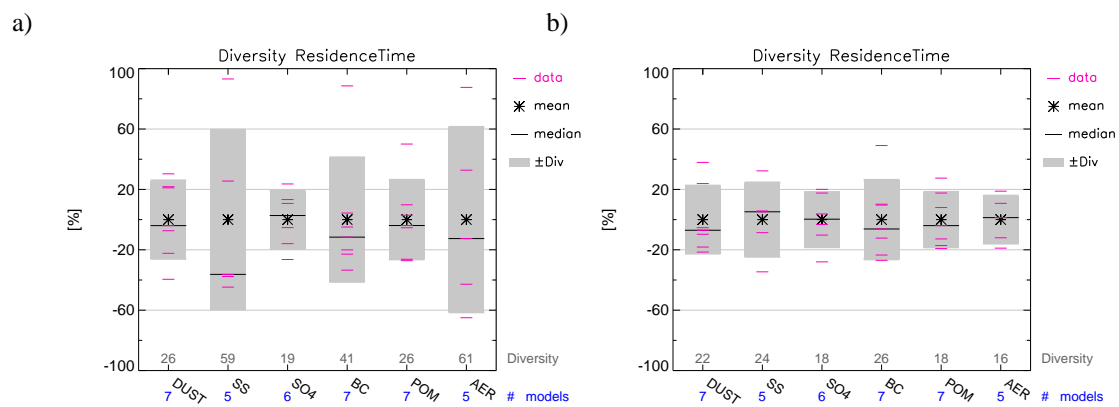 a)
Diversity ResidenceTime
100
60
20
-20
-60
-100
[%]
data
mean
median
±Div
26 59 19 41 26 61 Diversity
DUST SS SO4 BC POM AER
7 5 6 7 7 5 # models
b)
Diversity ResidenceTime
100
60
20
-20
-60
-100
[%]
data
mean
median
±Div
22 24 18 26 18 16 Diversity
DUST SS SO4 BC POM AER
7 5 6 7 7 5 # models